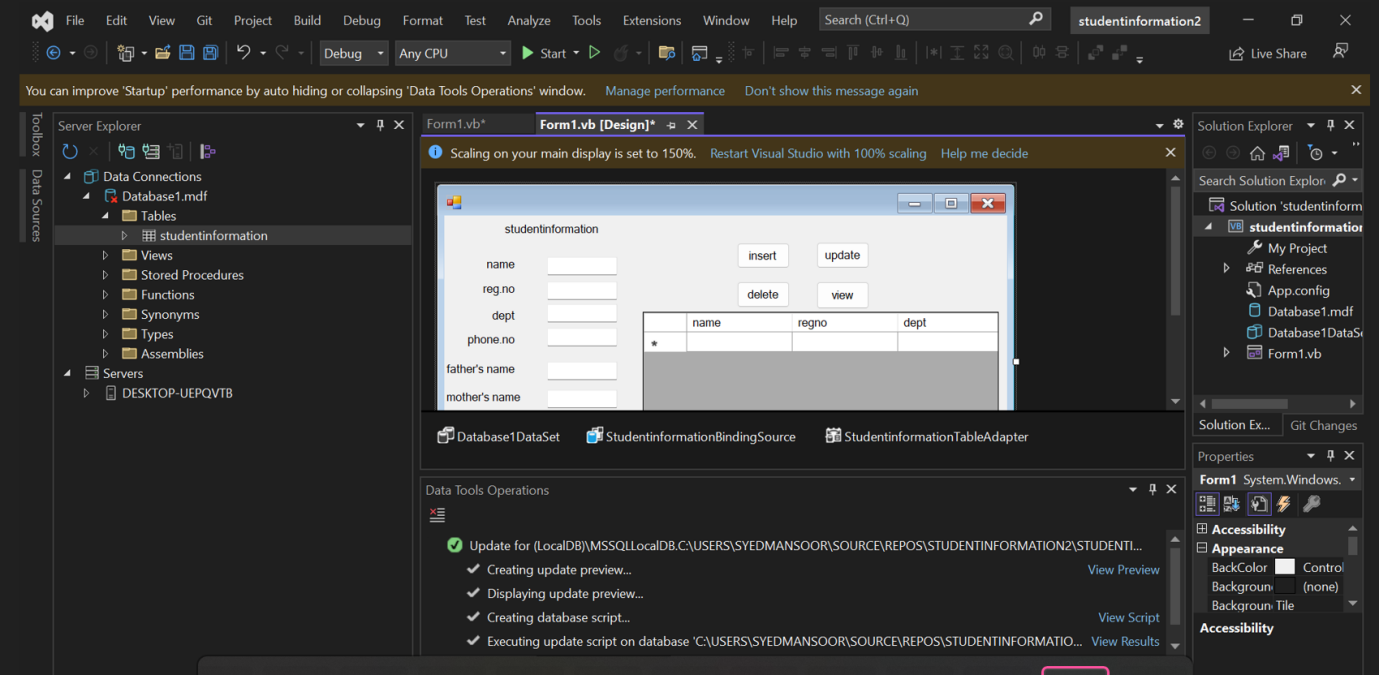 File Edit View Git Project Build Debug Format Test Analyze Tools Extensions Window Help Search (Ctrl+Q) studentinformation2
Debug Any CPU Start Live Share
You can improve 'Startup' performance by auto hiding or collapsing 'Data Tools Operations' window. Manage performance Don't show this message again
Toolbox
Data Sources
Server Explorer
Data Connections
Database1.mdf
Tables
studentinformation
Views
Stored Procedures
Functions
Synonyms
Types
Assemblies
Servers
DESKTOP-UEPQVTB
Form1.vb* Form1.vb [Design]*
Scaling on your main display is set to 150%. Restart Visual Studio with 100% scaling Help me decide
studentinformation
name
reg.no
dept
phone.no
father's name
mother's name
insert update
delete view
name regno dept
*
Database1DataSet StudentinformationBindingSource StudentinformationTableAdapter
Data Tools Operations
Update for (LocalDB)\MSSQLLocalDB.C:\USERS\SYEDMANSOOR\SOURCE\REPOS\STUDENTINFORMATION2\STUDENTI...
Creating update preview... View Preview
Displaying update preview...
Creating database script... View Script
Executing update script on database 'C:\USERS\SYEDMANSOOR\SOURCE\REPOS\STUDENTINFORMATIO... View Results
Solution Explorer
Search Solution Explor
Solution 'studentinform
VB studentinformation
My Project
References
App.config
Database1.mdf
Database1DataSe
Form1.vb
Solution Ex... Git Changes
Properties
Form1 System.Windows.
Accessibility
Appearance
BackColor Control
Backgroun (none)
Backgroun Tile
Accessibility